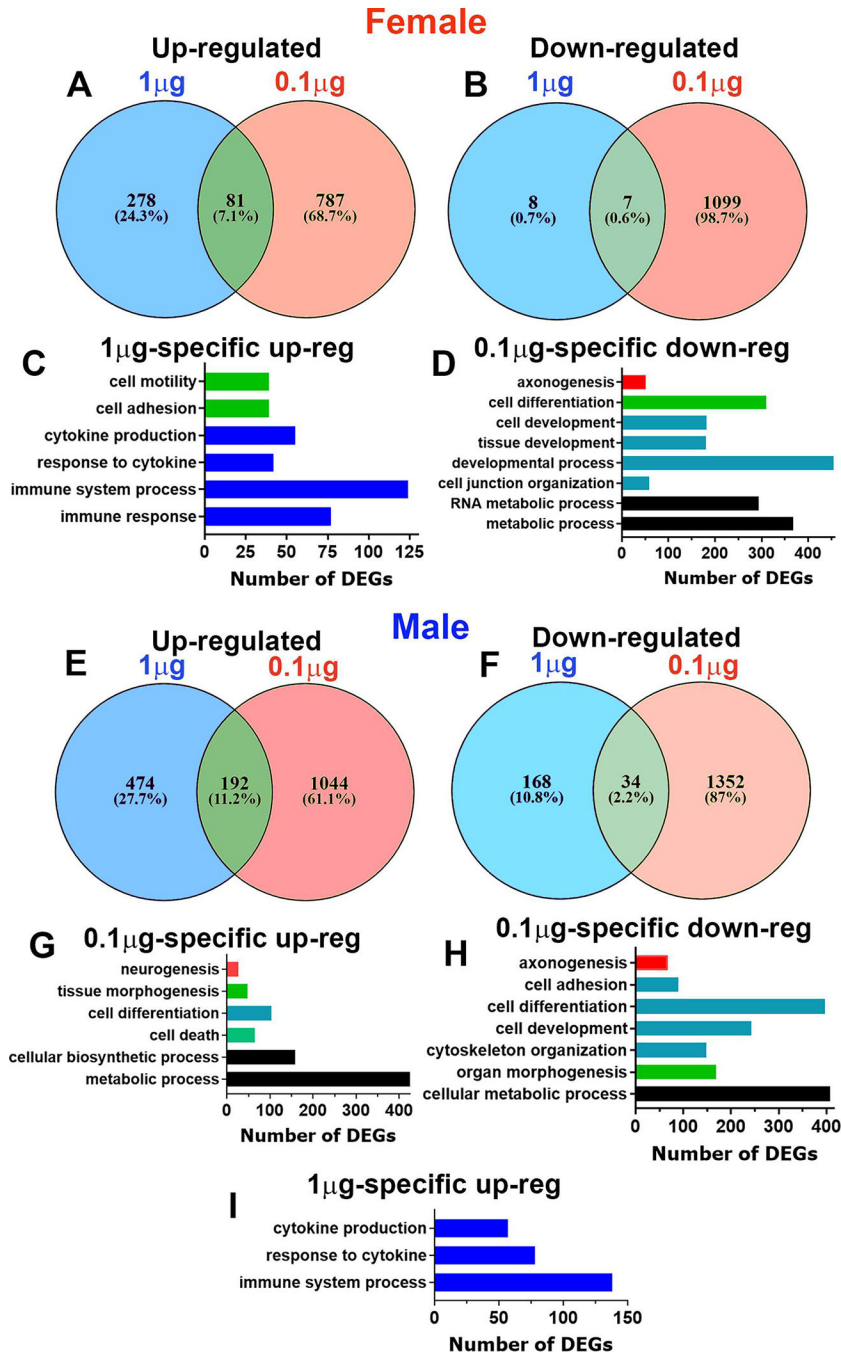 Female
Up-regulated
Down-regulated
A
1μg
0.1μg
B
1μg
0.1μg
278
(24.3%)
81
(7.1%)
787
(68.7%)
8
(0.7%)
7
(0.6%)
1099
(98.7%)
C
1μg-specific up-reg
cell motility
cell adhesion
cytokine production
response to cytokine
immune system process
immune response
0 25 50 75 100 125
Number of DEGs
D
0.1μg-specific down-reg
axonogenesis
cell differentiation
cell development
tissue development
developmental process
cell junction organization
RNA metabolic process
metabolic process
0 100 200 300 400
Number of DEGs
Male
Up-regulated
Down-regulated
E
1μg
0.1μg
F
1μg
0.1μg
474
(27.7%)
192
(11.2%)
1044
(61.1%)
168
(10.8%)
34
(2.2%)
1352
(87%)
G
0.1μg-specific up-reg
neurogenesis
tissue morphogenesis
cell differentiation
cell death
cellular biosynthetic process
metabolic process
0 100 200 300 400
Number of DEGs
H
0.1μg-specific down-reg
axonogenesis
cell adhesion
cell differentiation
cell development
cytoskeleton organization
organ morphogenesis
cellular metabolic process
0 100 200 300 400
Number of DEGs
I
1μg-specific up-reg
cytokine production
response to cytokine
immune system process
0 50 100 150
Number of DEGs